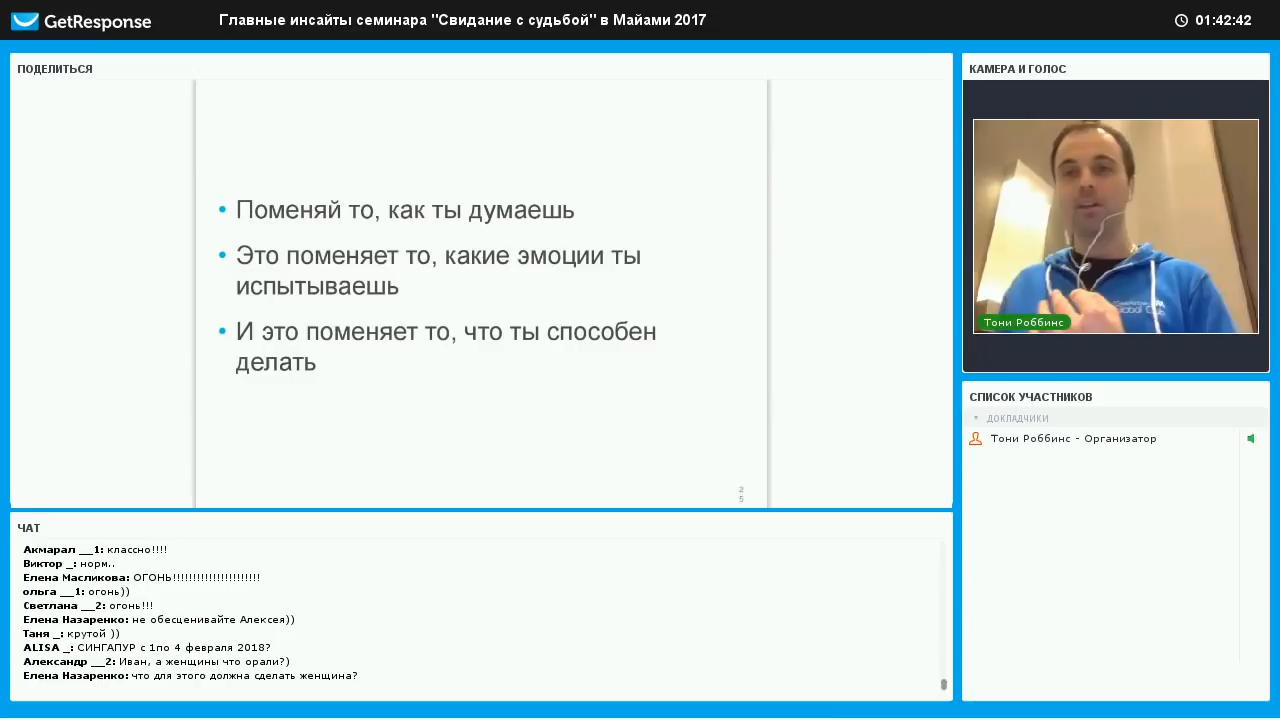 GetResponse
Главные инсайты семинара "Свидание с судьбой" в Майами 2017
01:42:42
ПОДЕЛИТЬСЯ
• Поменяй то, как ты думаешь
• Это поменяет то, какие эмоции ты
испытываешь
• И это поменяет то, что ты способен
делать
2
5
КАМЕРА И ГОЛОС
Global
Тони Роббинс
СПИСОК УЧАСТНИКОВ
ДОКЛАДЧИКИ
Тони Роббинс - Организатор
ЧАТ
Акмарал __1: классно!!!!
Виктор _: норм..
Елена Масликова: ОГОНЬ!!!!!!!!!!!!!!!!!!!!!!
ольга __1: огонь))
Светлана __2: огонь!!!
Елена Назаренко: не обесценивайте Алексея))
Таня _: крутой ))
ALISA _: СИНГАПУР с 1по 4 февраля 2018?
Александр __2: Иван, а женщины что орали?)
Елена Назаренко: что для этого должна сделать женщина?